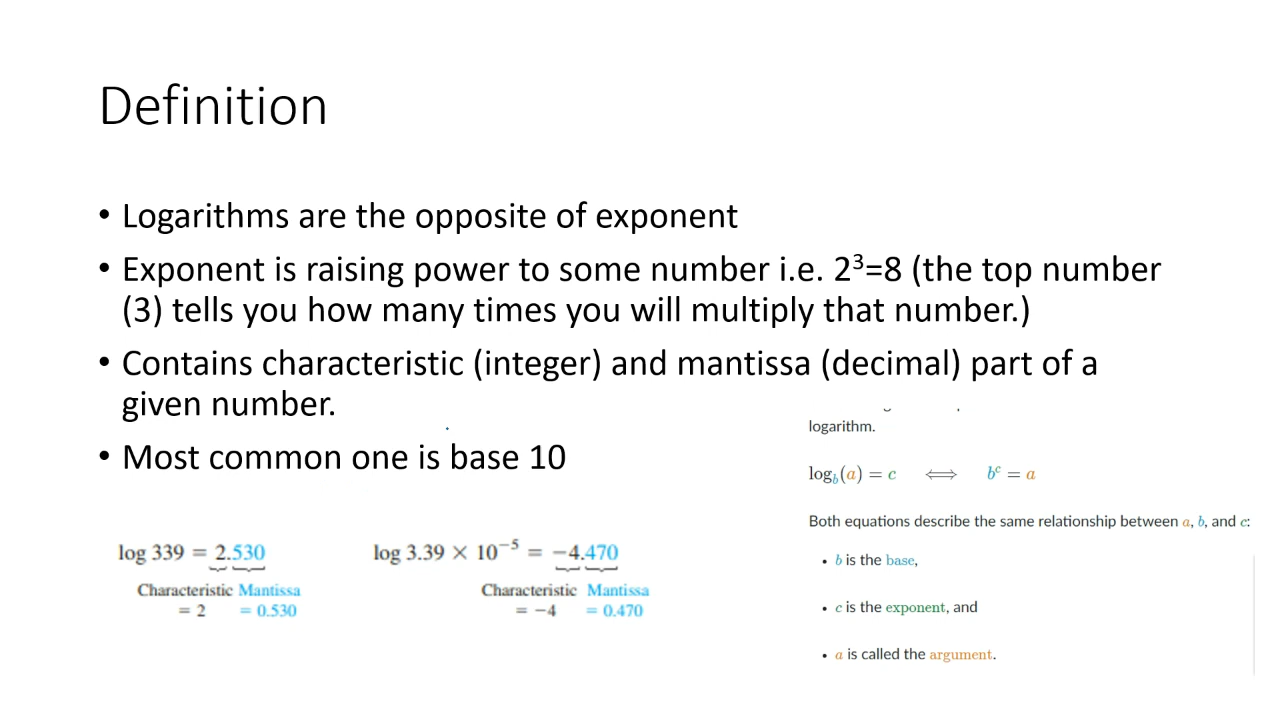 Definition
• Logarithms are the opposite of exponent
• Exponent is raising power to some number i.e. 2³=8 (the top number
(3) tells you how many times you will multiply that number.)
• Contains characteristic (integer) and mantissa (decimal) part of a
given number.
• Most common one is base 10
log 339 = 2.530
Characteristic Mantissa
= 2 = 0.530
log 3.39 × 10⁻⁵ = −4.470
Characteristic Mantissa
= −4 = 0.470
logarithm.
log_b(a) = c ⟺ bᶜ = a
Both equations describe the same relationship between a, b, and c:
• b is the base,
• c is the exponent, and
• a is called the argument.